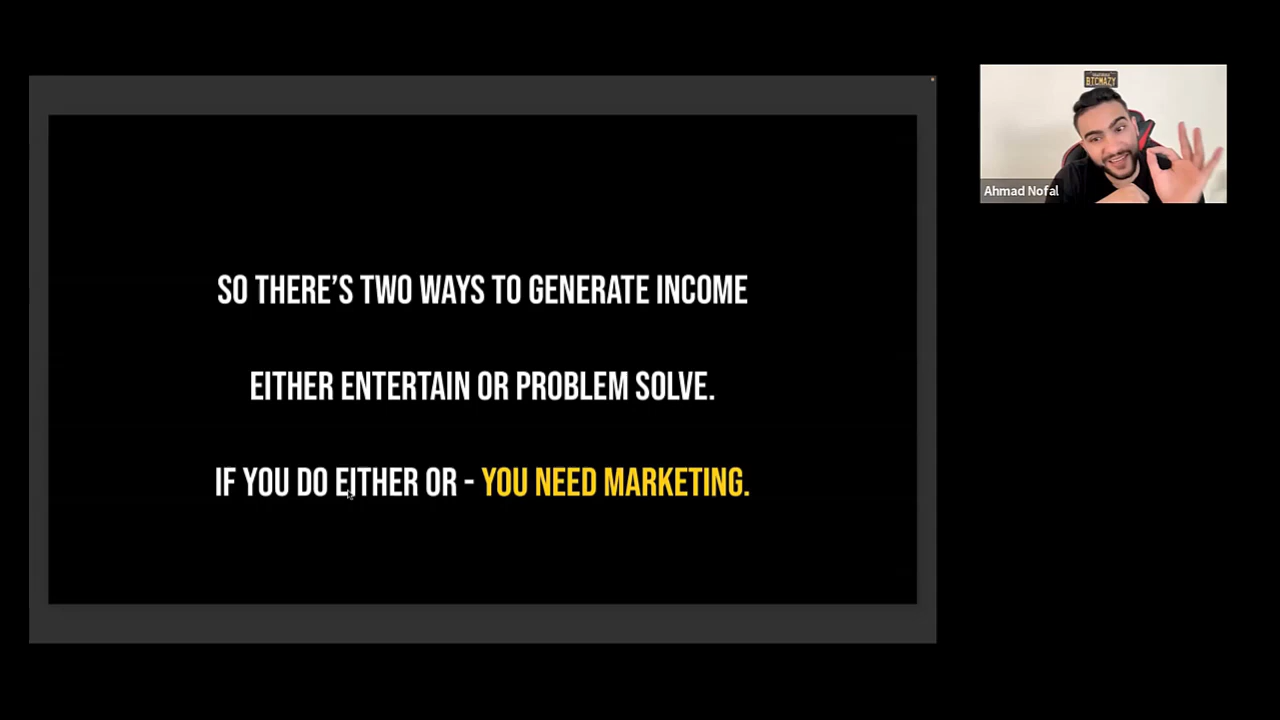 SO THERE'S TWO WAYS TO GENERATE INCOME
EITHER ENTERTAIN OR PROBLEM SOLVE.
IF YOU DO EITHER OR - YOU NEED MARKETING.
BTCWAZY
Ahmad Nofal